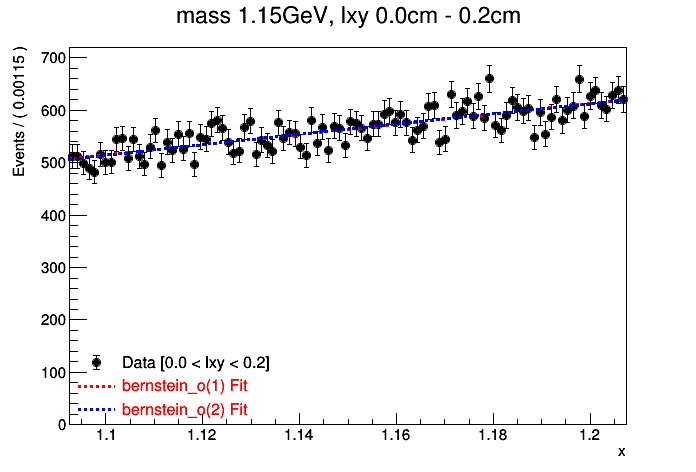 mass 1.15GeV, lxy 0.0cm - 0.2cm
Events / ( 0.00115 )
700
600
500
400
300
200
100
0
Data [0.0 < lxy < 0.2]
bernstein_o(1) Fit
bernstein_o(2) Fit
1.1 1.12 1.14 1.16 1.18 1.2
x